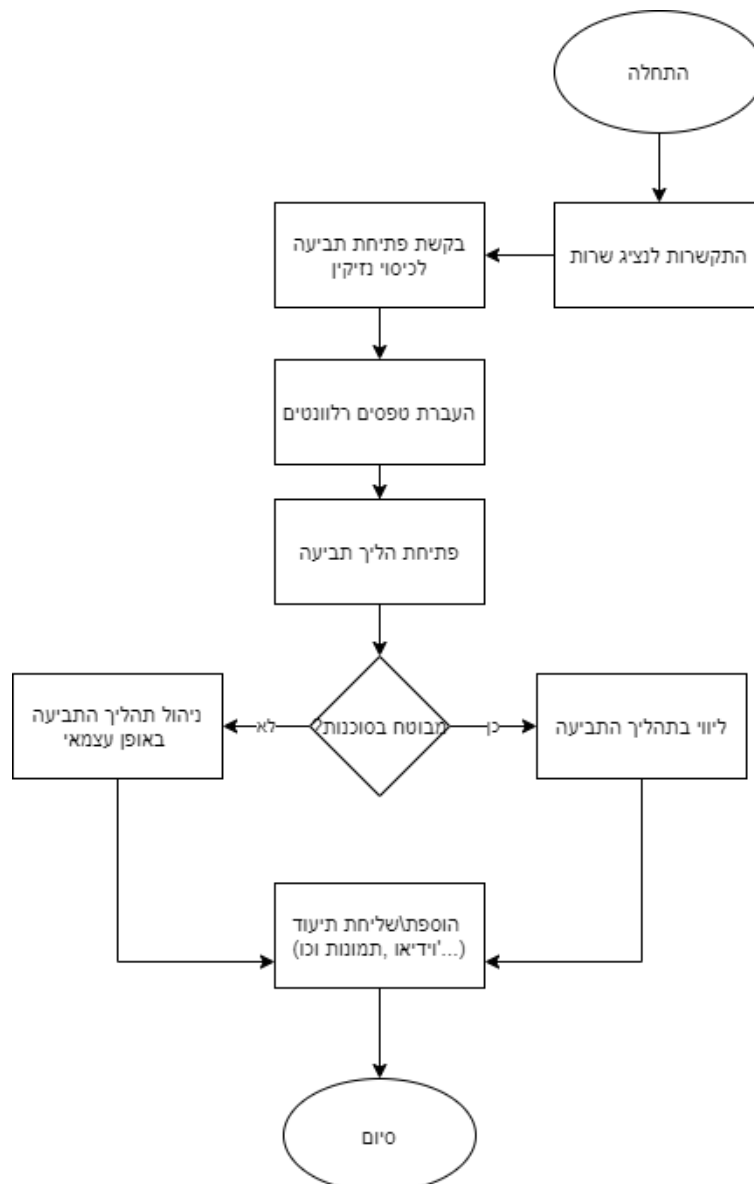 התחלה
התקשרות לנציג שרות
בקשת פתיחת תביעה
לכיסוי נזיקין
העברת טפסים רלוונטים
פתיחת הליך תביעה
מבוטח בסוכנות?
כן
לא
ליווי בתהליך התביעה
ניהול תהליך התביעה
באופן עצמאי
הוספת\שליחת תיעוד
(...'וידיאו ,תמונות וכו)
סיום